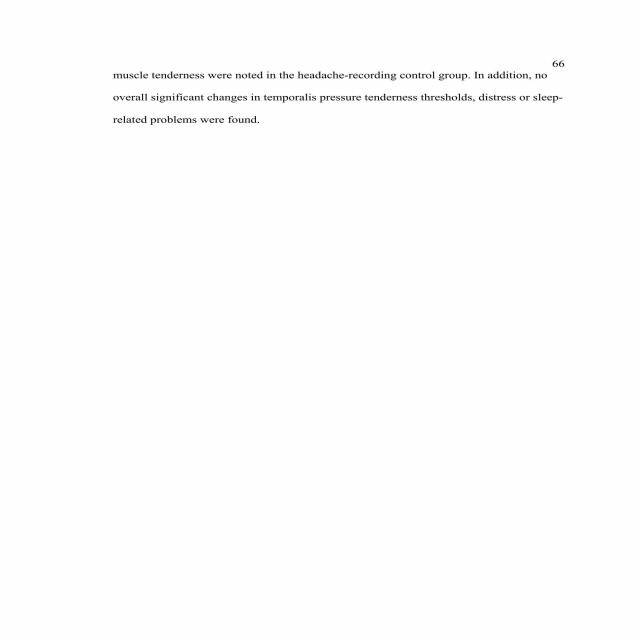 66
muscle tenderness were noted in the headache-recording control group. In addition, no
overall significant changes in temporalis pressure tenderness thresholds, distress or sleep-
related problems were found.